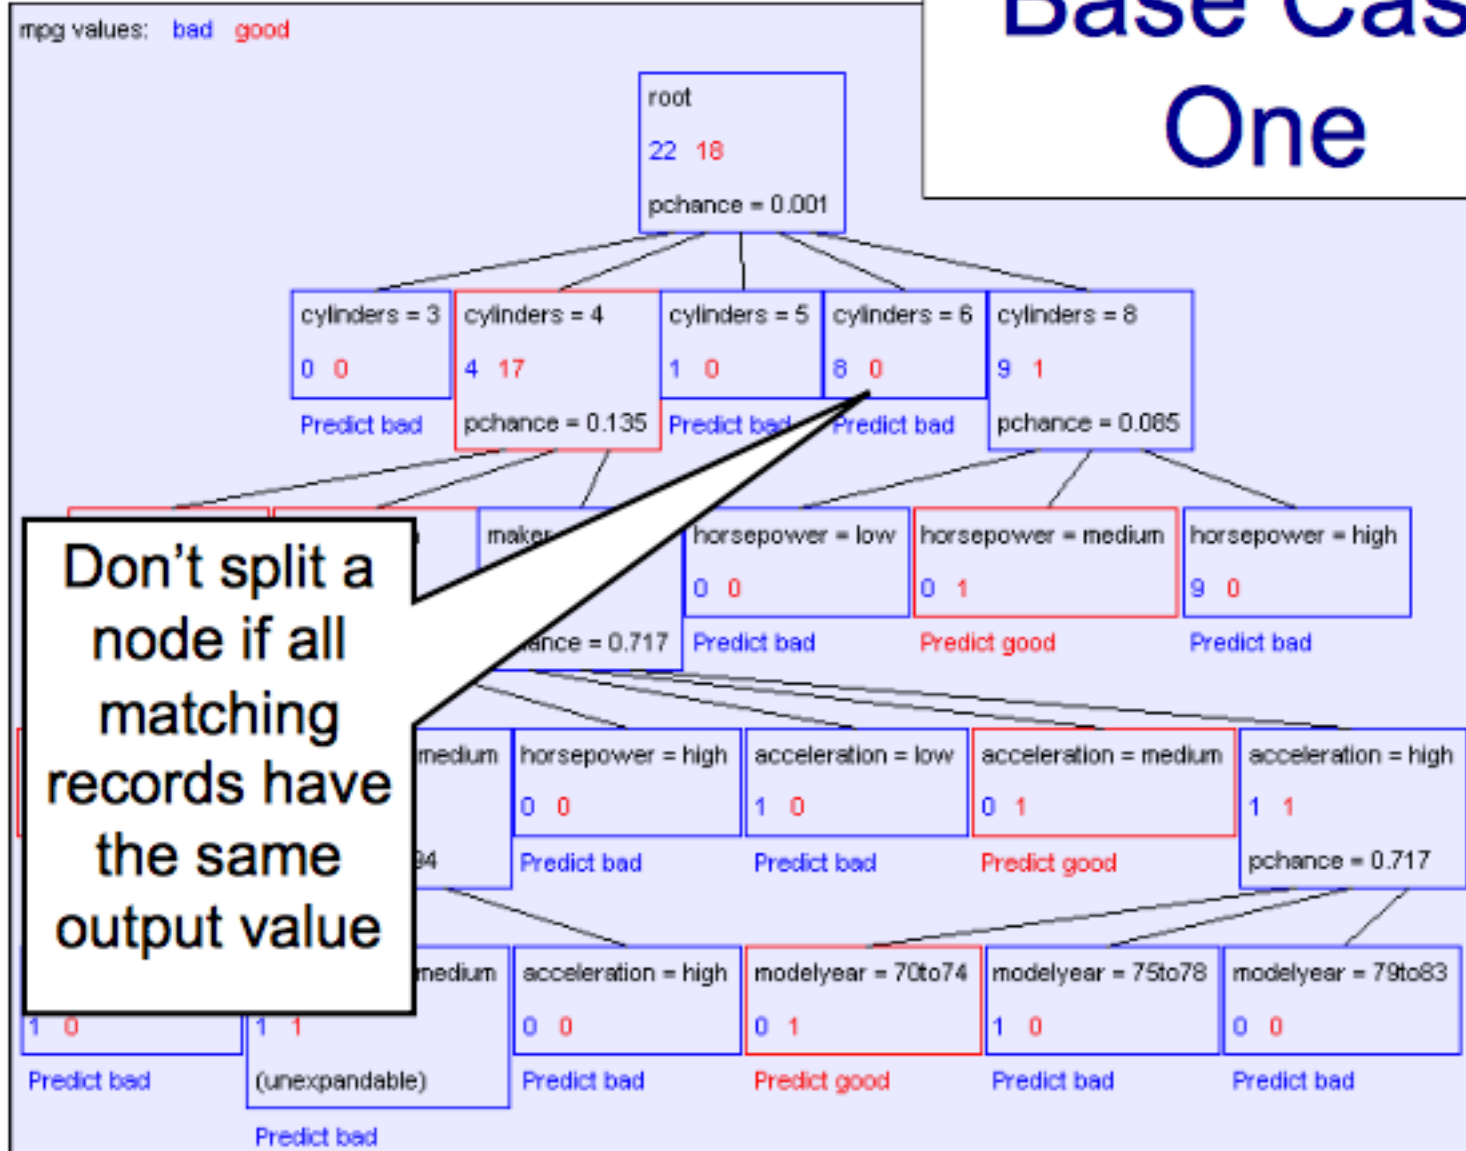 mpg values: bad good
Base Cas
One
root
22 18
pchance = 0.001
cylinders = 3
0 0
Predict bad
cylinders = 4
4 17
pchance = 0.135
cylinders = 5
1 0
Predict bad
cylinders = 6
8 0
Predict bad
cylinders = 8
9 1
pchance = 0.085
maker
ance = 0.717
horsepower = low
0 0
Predict bad
horsepower = medium
0 1
Predict good
horsepower = high
9 0
Predict bad
Don't split a
node if all
matching
records have
the same
output value
medium
94
horsepower = high
0 0
Predict bad
acceleration = low
1 0
Predict bad
acceleration = medium
0 1
Predict good
acceleration = high
1 1
pchance = 0.717
1 0
Predict bad
medium
1 1
(unexpandable)
Predict bad
acceleration = high
0 0
Predict bad
modelyear = 70to74
0 1
Predict good
modelyear = 75to78
1 0
Predict bad
modelyear = 79to83
0 0
Predict bad